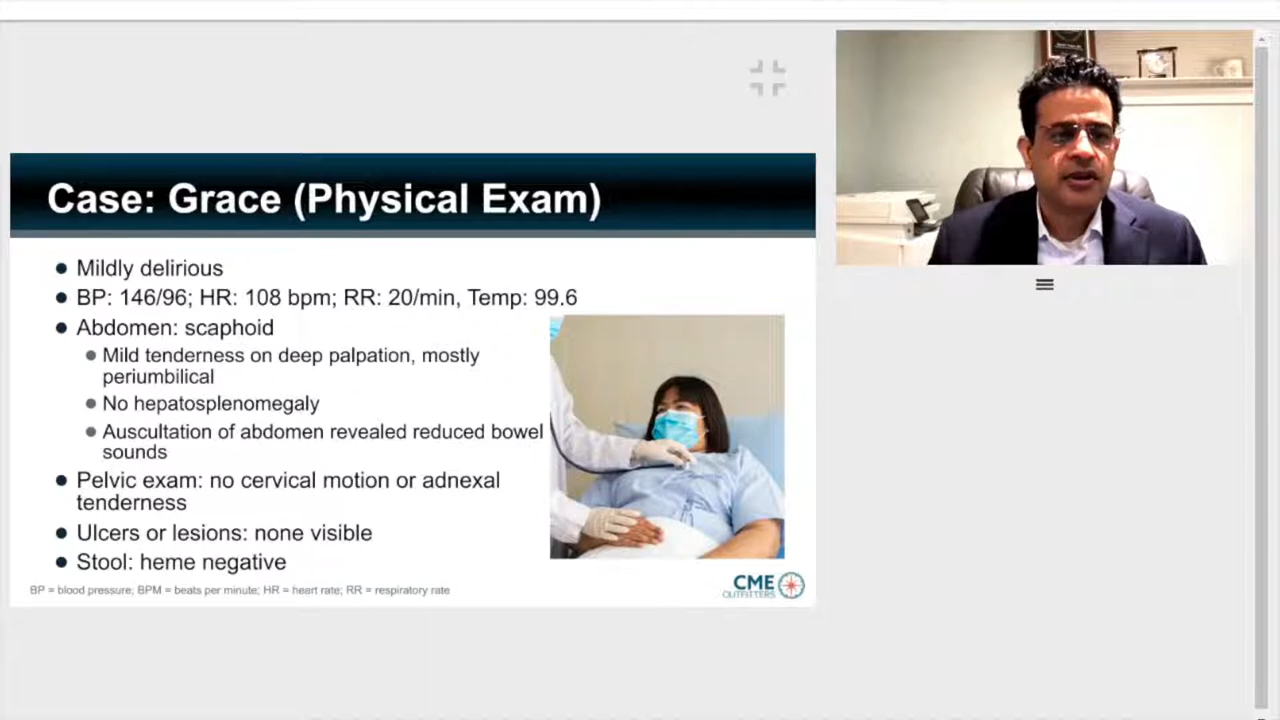 Case: Grace (Physical Exam)
Mildly delirious
BP: 146/96; HR: 108 bpm; RR: 20/min, Temp: 99.6
Abdomen: scaphoid
Mild tenderness on deep palpation, mostly
periumbilical
No hepatosplenomegaly
Auscultation of abdomen revealed reduced bowel
sounds
Pelvic exam: no cervical motion or adnexal
tenderness
Ulcers or lesions: none visible
Stool: heme negative
BP = blood pressure; BPM = beats per minute; HR = heart rate; RR = respiratory rate
CME
OUTFITTERS